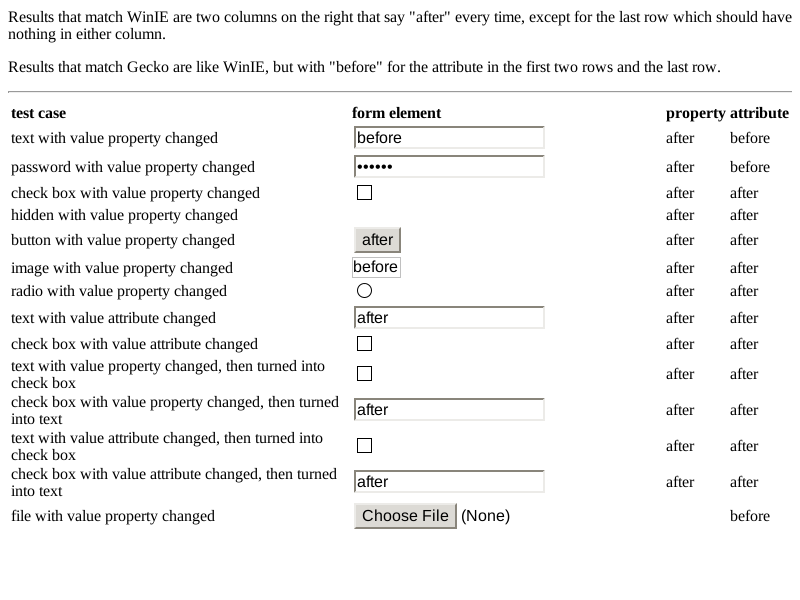 Results that match WinIE are two columns on the right that say "after" every time, except for the last row which should have
nothing in either column.
Results that match Gecko are like WinIE, but with "before" for the attribute in the first two rows and the last row.
test case form element property attribute
text with value property changed before after before
password with value property changed •••••• after before
check box with value property changed after after
hidden with value property changed after after
button with value property changed after after after
image with value property changed before after after
radio with value property changed after after
text with value attribute changed after after after
check box with value attribute changed after after
text with value property changed, then turned into
check box after after
check box with value property changed, then turned
into text after after after
text with value attribute changed, then turned into
check box after after
check box with value attribute changed, then turned
into text after after after
file with value property changed Choose File (None) before